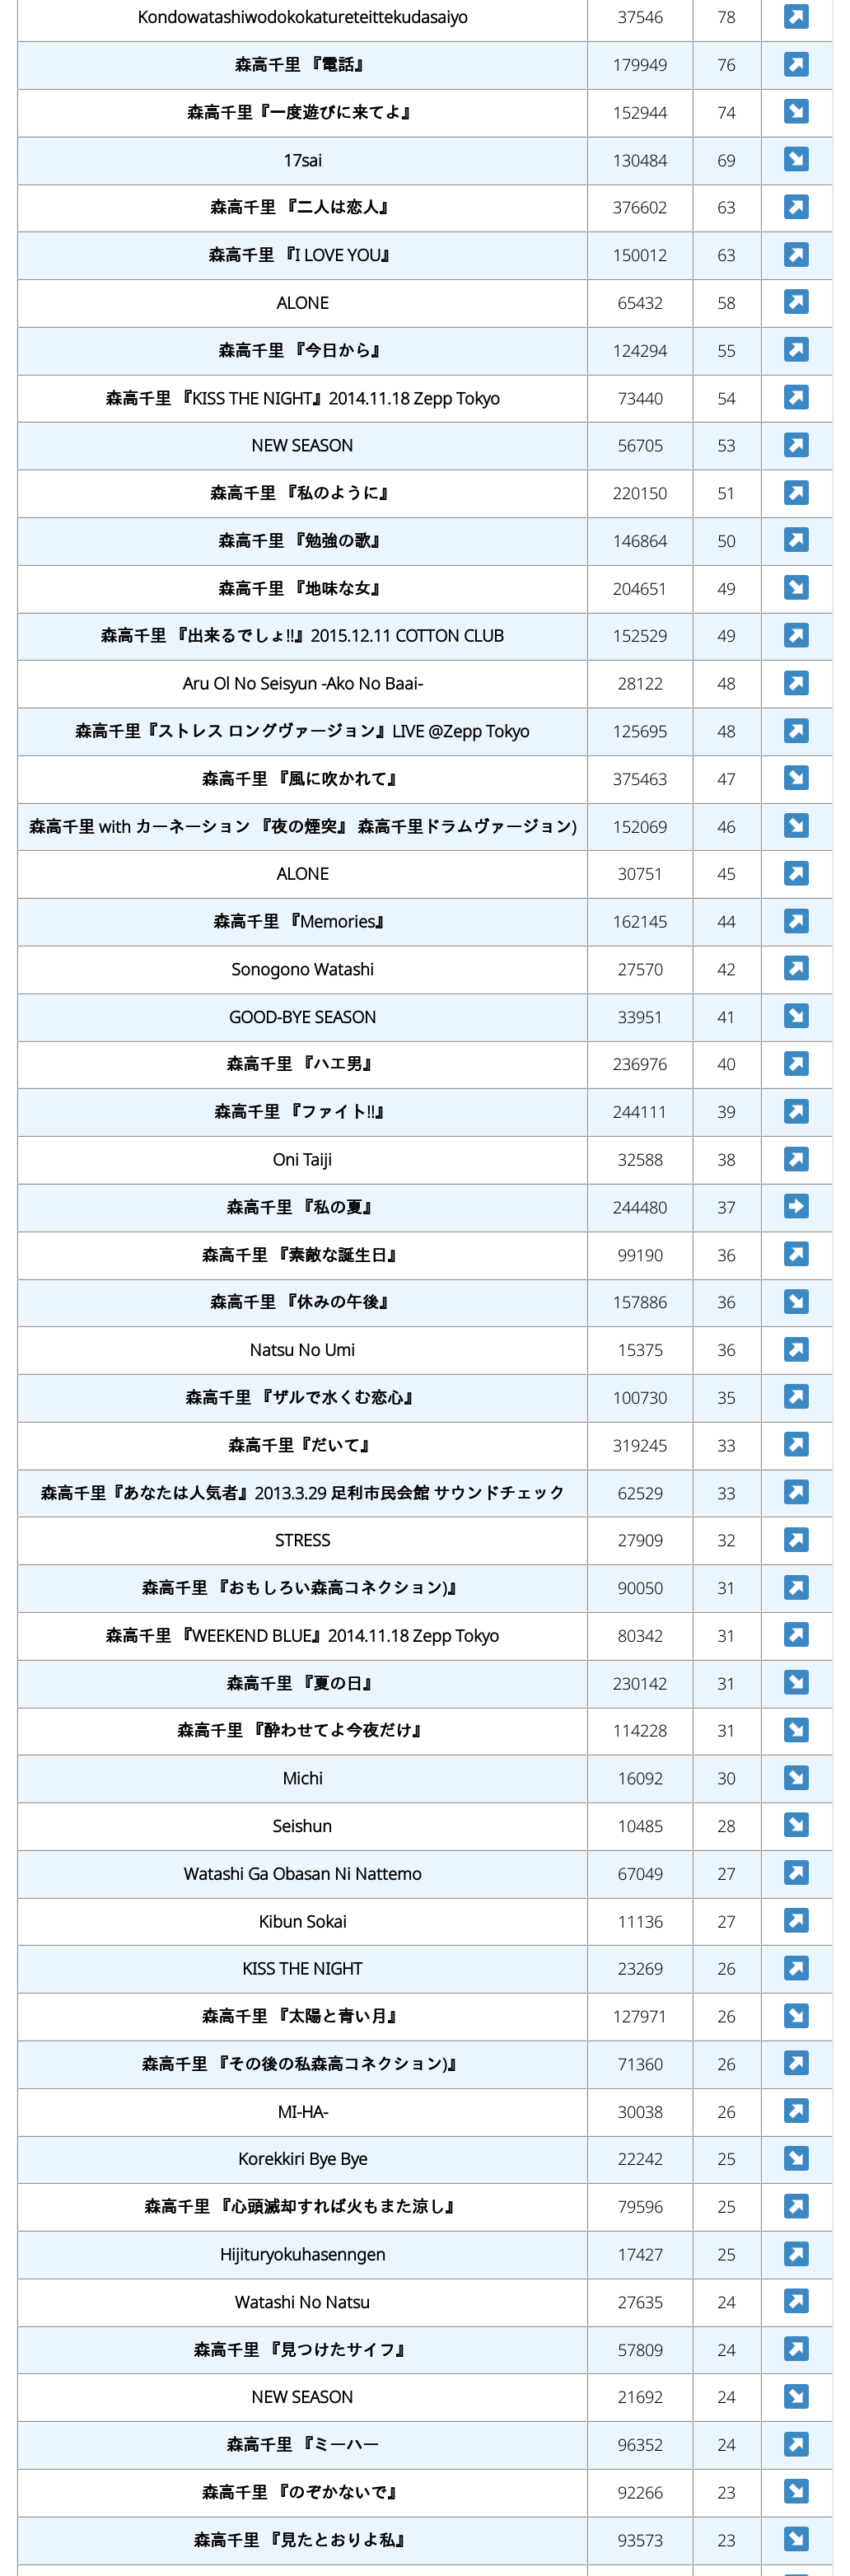 Kondowatashiwodokokatureteittekudasaiyo 37546 78
森高千里 『電話』 179949 76
森高千里『一度遊びに来てよ』 152944 74
17sai 130484 69
森高千里 『二人は恋人』 376602 63
森高千里 『I LOVE YOU』 150012 63
ALONE 65432 58
森高千里 『今日から』 124294 55
森高千里 『KISS THE NIGHT』2014.11.18 Zepp Tokyo 73440 54
NEW SEASON 56705 53
森高千里 『私のように』 220150 51
森高千里 『勉強の歌』 146864 50
森高千里 『地味な女』 204651 49
森高千里 『出来るでしょ!!』2015.12.11 COTTON CLUB 152529 49
Aru Ol No Seisyun -Ako No Baai- 28122 48
森高千里『ストレス ロングヴァージョン』LIVE @Zepp Tokyo 125695 48
森高千里 『風に吹かれて』 375463 47
森高千里 with カーネーション 『夜の煙突』 森高千里ドラムヴァージョン) 152069 46
ALONE 30751 45
森高千里 『Memories』 162145 44
Sonogono Watashi 27570 42
GOOD-BYE SEASON 33951 41
森高千里 『ハエ男』 236976 40
森高千里 『ファイト!!』 244111 39
Oni Taiji 32588 38
森高千里 『私の夏』 244480 37
森高千里 『素敵な誕生日』 99190 36
森高千里 『休みの午後』 157886 36
Natsu No Umi 15375 36
森高千里 『ザルで水くむ恋心』 100730 35
森高千里『だいて』 319245 33
森高千里『あなたは人気者』2013.3.29 足利市民会館 サウンドチェック 62529 33
STRESS 27909 32
森高千里 『おもしろい森高コネクション)』 90050 31
森高千里 『WEEKEND BLUE』2014.11.18 Zepp Tokyo 80342 31
森高千里 『夏の日』 230142 31
森高千里 『酔わせてよ今夜だけ』 114228 31
Michi 16092 30
Seishun 10485 28
Watashi Ga Obasan Ni Nattemo 67049 27
Kibun Sokai 11136 27
KISS THE NIGHT 23269 26
森高千里 『太陽と青い月』 127971 26
森高千里 『その後の私森高コネクション)』 71360 26
MI-HA- 30038 26
Korekkiri Bye Bye 22242 25
森高千里 『心頭滅却すれば火もまた涼し』 79596 25
Hijituryokuhasenngen 17427 25
Watashi No Natsu 27635 24
森高千里 『見つけたサイフ』 57809 24
NEW SEASON 21692 24
森高千里 『ミーハー 96352 24
森高千里 『のぞかないで』 92266 23
森高千里 『見たとおりよ私』 93573 23